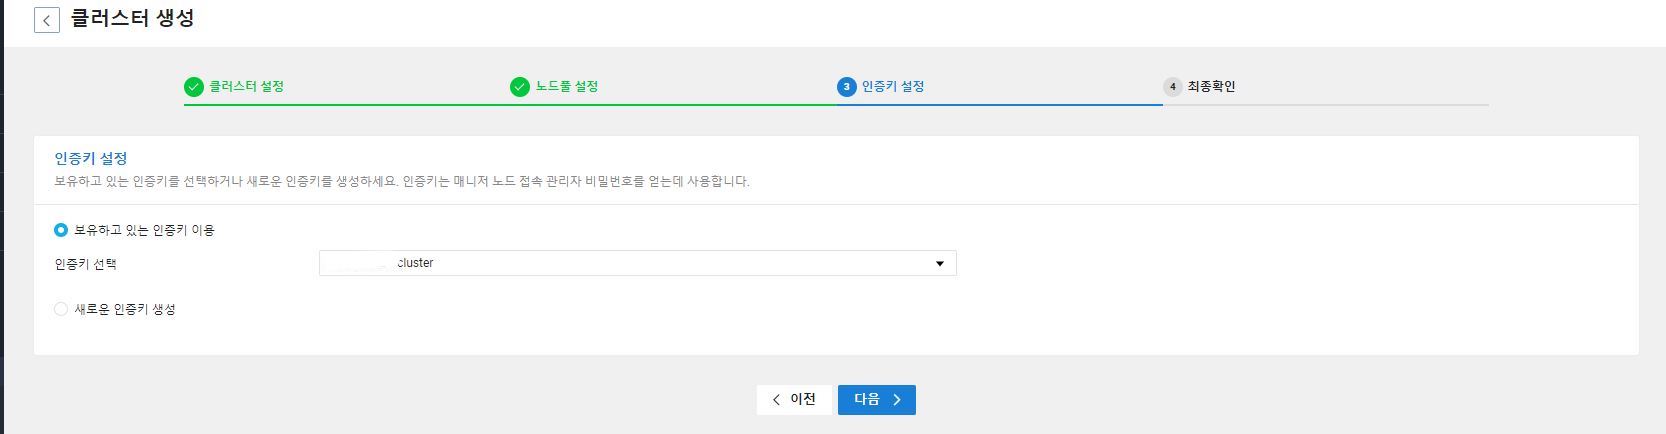 클러스터 생성
클러스터 설정
노드풀 설정
3 인증키 설정
4 최종확인
인증키 설정
보유하고 있는 인증키를 선택하거나 새로운 인증키를 생성하세요. 인증키는 매니저 노드 접속 관리자 비밀번호를 얻는데 사용합니다.
보유하고 있는 인증키 이용
인증키 선택 cluster
새로운 인증키 생성
이전 다음